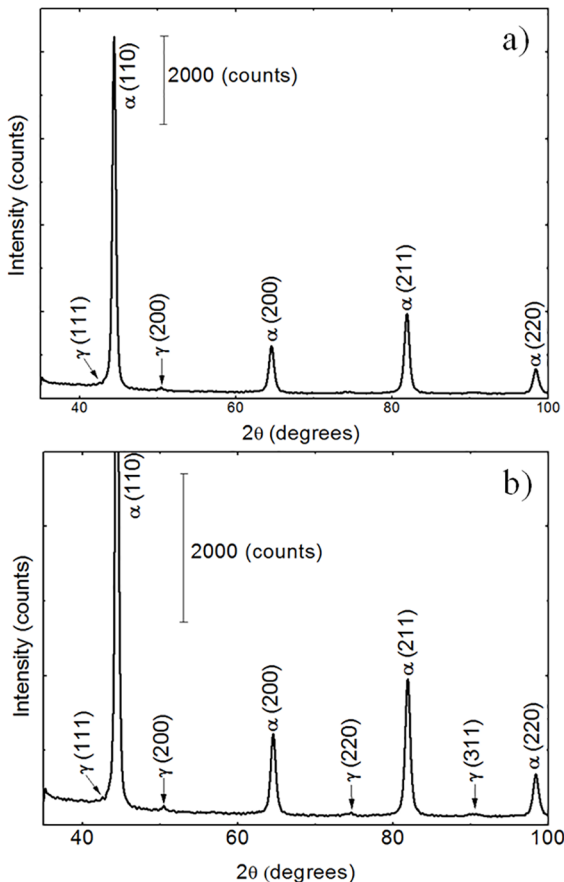 a)
α (110)
2000 (counts)
Intensity (counts)
γ (111)
γ (200)
α (200)
α (211)
α (220)
40 60 80 100
2θ (degrees)
b)
α (110)
2000 (counts)
Intensity (counts)
γ (111)
γ (200)
α (200)
γ (220)
α (211)
γ (311)
α (220)
40 60 80 100
2θ (degrees)